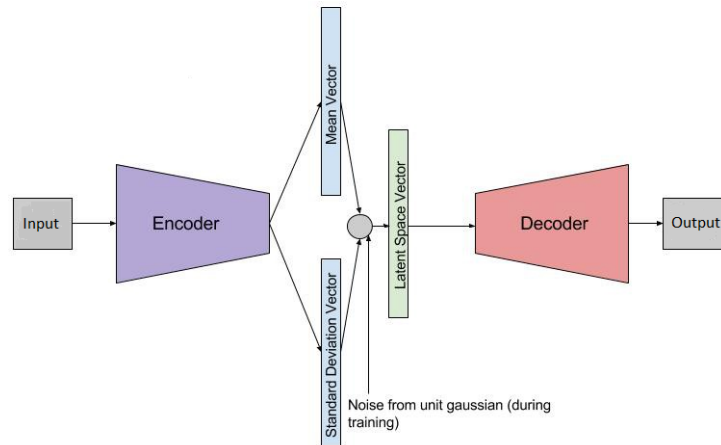 Input
Encoder
Mean Vector
Standard Deviation Vector
Latent Space Vector
Noise from unit gaussian (during
training)
Decoder
Output